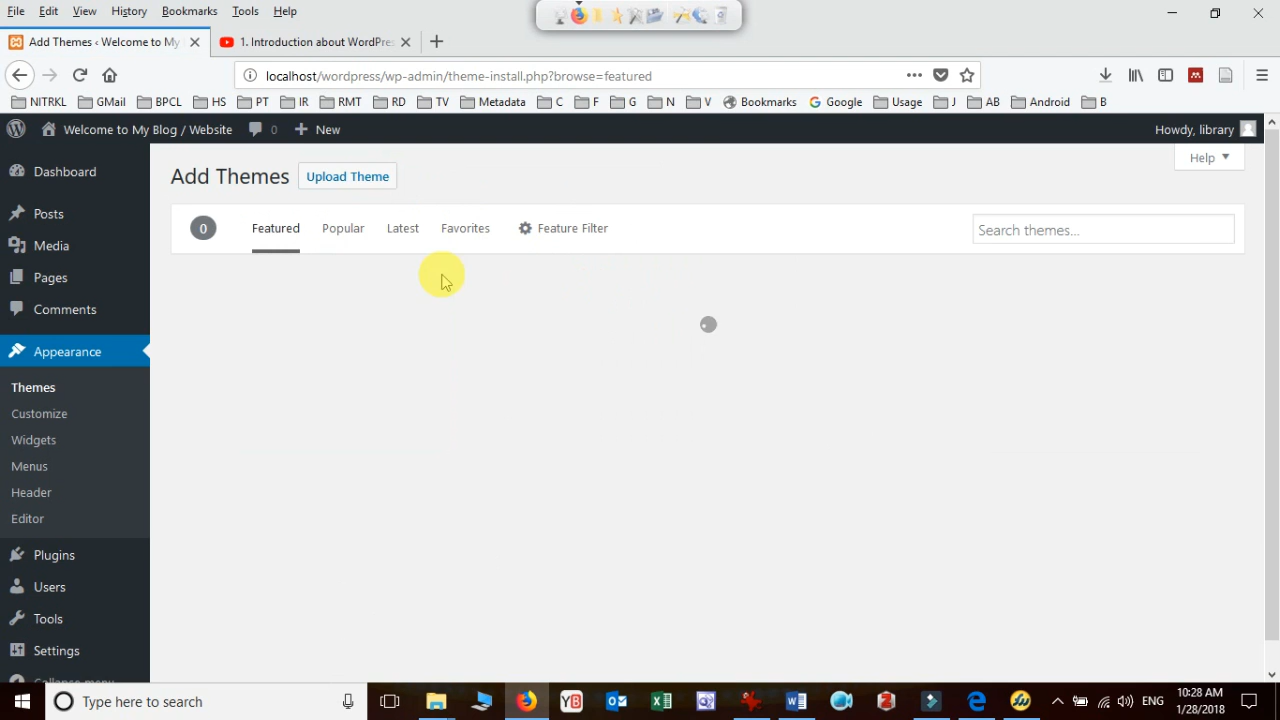 File Edit View History Bookmarks Tools Help
Add Themes ‹ Welcome to My
1. Introduction about WordPres
localhost/wordpress/wp-admin/theme-install.php?browse=featured
NITRKL GMail BPCL HS PT IR RMT RD TV Metadata C F G N V Bookmarks Google Usage J AB Android B
Welcome to My Blog / Website 0 New Howdy, library
Help
Add Themes Upload Theme
0 Featured Popular Latest Favorites Feature Filter Search themes...
Dashboard
Posts
Media
Pages
Comments
Appearance
Themes
Customize
Widgets
Menus
Header
Editor
Plugins
Users
Tools
Settings
Collapse menu
Type here to search
ENG
10:28 AM
1/28/2018